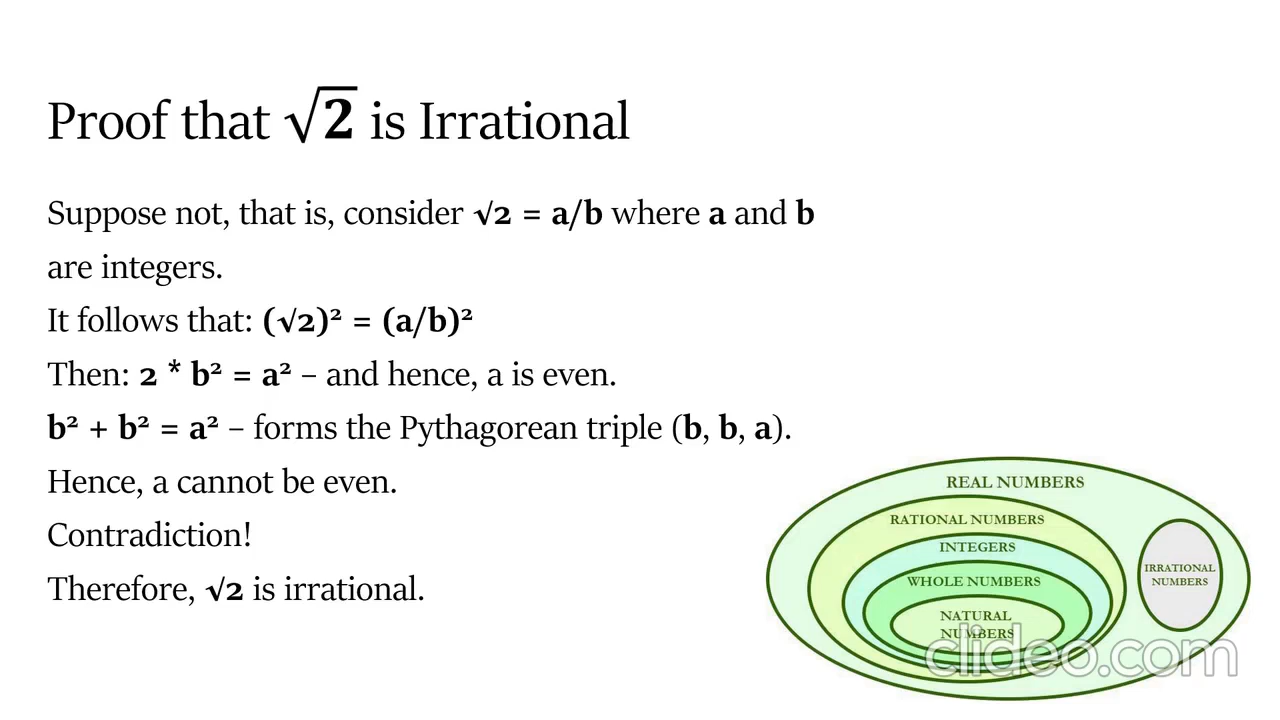 Proof that √2 is Irrational
Suppose not, that is, consider √2 = a/b where a and b
are integers.
It follows that: (√2)² = (a/b)²
Then: 2 * b² = a² – and hence, a is even.
b² + b² = a² – forms the Pythagorean triple (b, b, a).
Hence, a cannot be even.
Contradiction!
Therefore, √2 is irrational.
REAL NUMBERS
RATIONAL NUMBERS
INTEGERS
WHOLE NUMBERS
NATURAL
NUMBERS
IRRATIONAL
NUMBERS
clideo.com